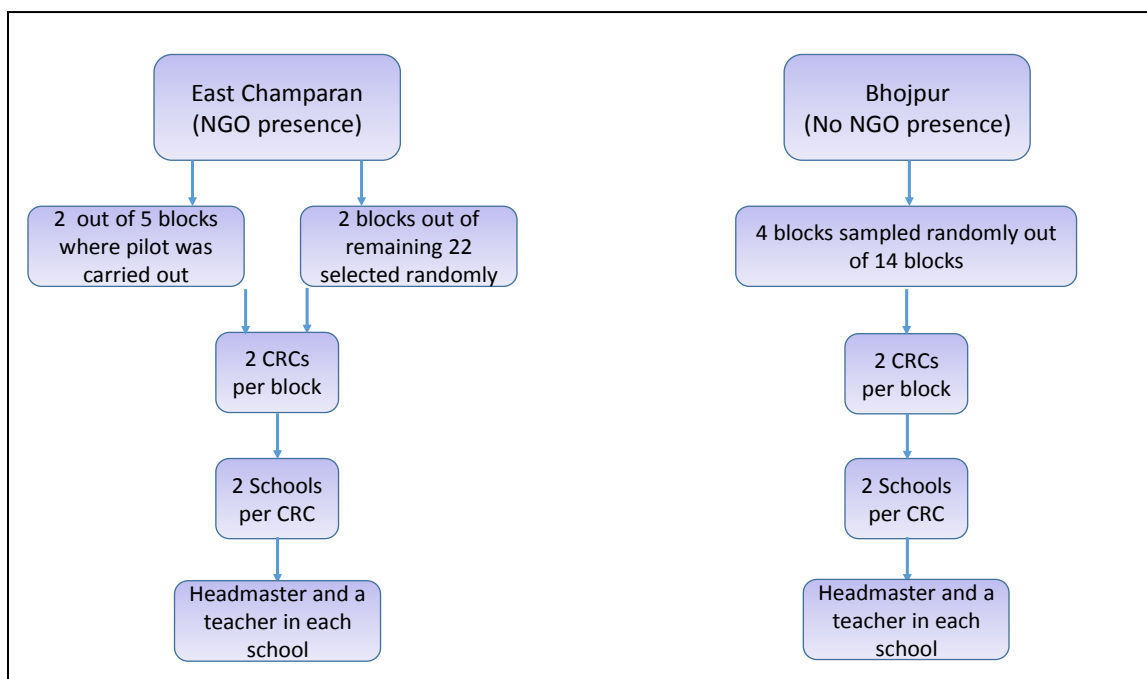 East Champaran
(NGO presence)
2 out of 5 blocks
where pilot was
carried out
2 blocks out of
remaining 22
selected randomly
2 CRCs
per block
2 Schools
per CRC
Headmaster and a
teacher in each
school
Bhojpur
(No NGO presence)
4 blocks sampled randomly out
of 14 blocks
2 CRCs
per block
2 Schools
per CRC
Headmaster and a
teacher in each
school